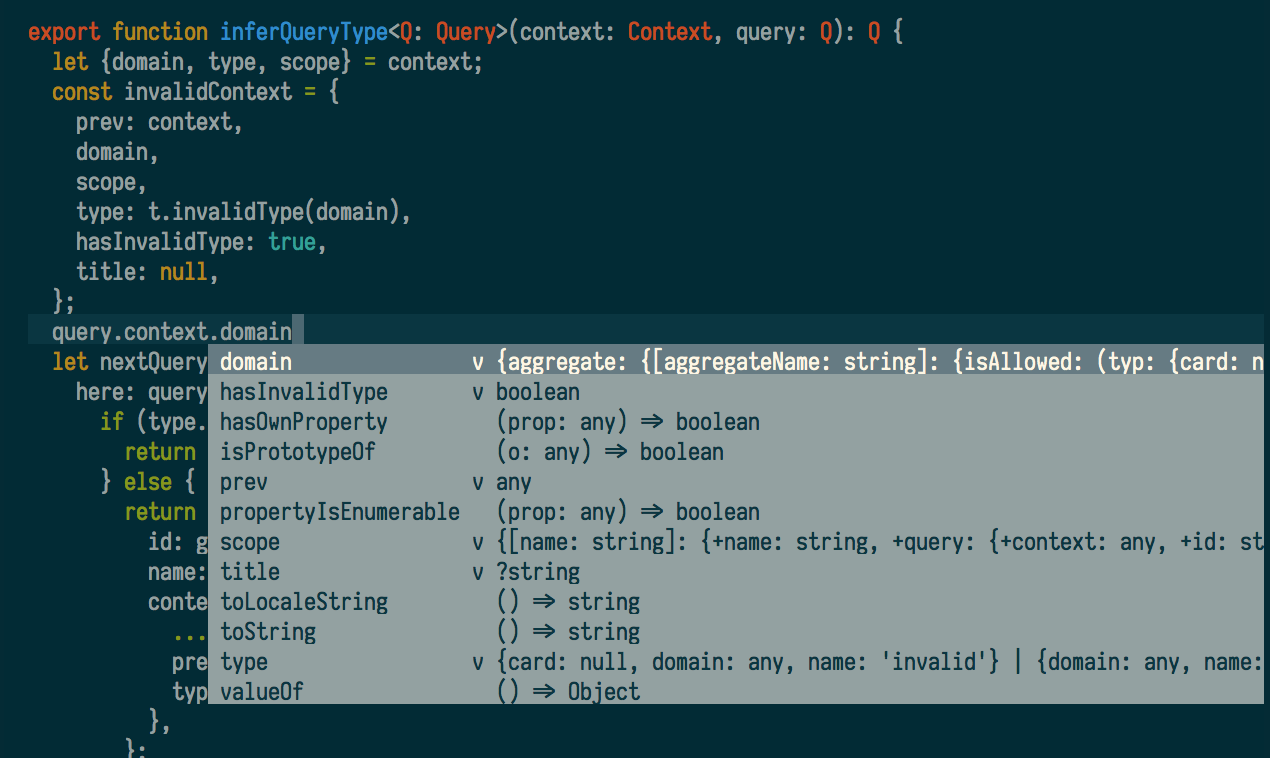 export function inferQueryType<Q: Query>(context: Context, query: Q): Q {
  let {domain, type, scope} = context;
  const invalidContext = {
    prev: context,
    domain,
    scope,
    type: t.invalidType(domain),
    hasInvalidType: true,
    title: null,
  };
  query.context.domain
  let nextQuery domain v {aggregate: {[aggregateName: string]: {isAllowed: (typ: {card: n
    here: query hasInvalidType v boolean
      if (type. hasOwnProperty (prop: any) ⇒ boolean
        return isPrototypeOf (o: any) ⇒ boolean
      } else { prev v any
        return propertyIsEnumerable (prop: any) ⇒ boolean
          id: g scope v {[name: string]: {+name: string, +query: {+context: any, +id: st
          name: title v ?string
          conte toLocaleString () ⇒ string
            ... toString () ⇒ string
            pre type v {card: null, domain: any, name: 'invalid'} | {domain: any, name:
            typ valueOf () ⇒ Object
          },
        };